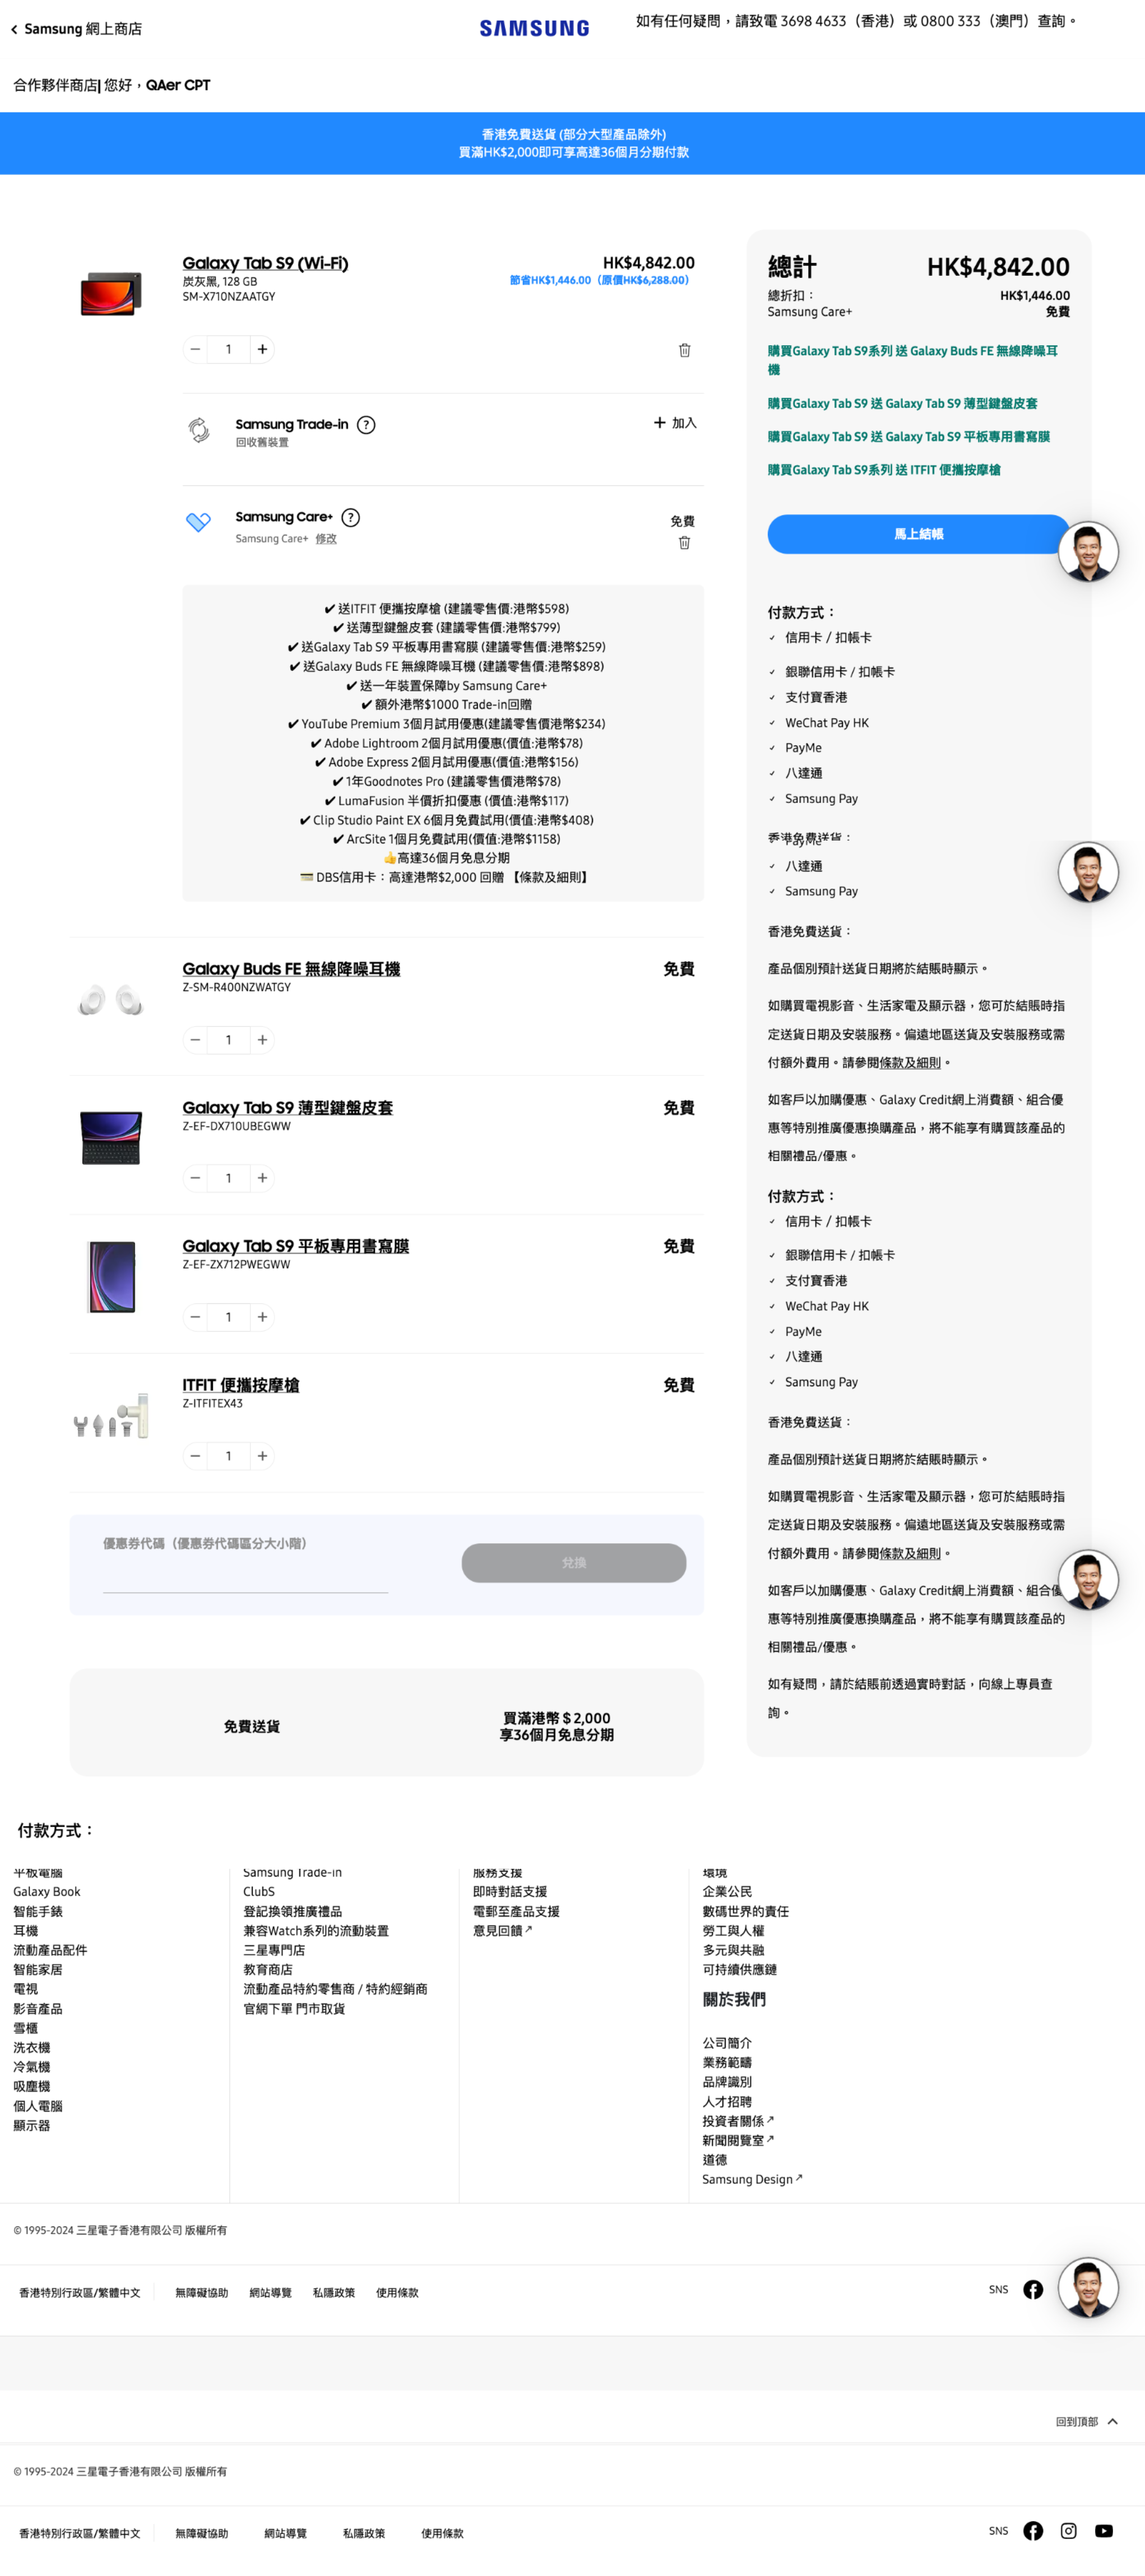 Samsung 網上商店
SAMSUNG
如有任何疑問，請致電 3698 4633（香港）或 0800 333（澳門）查詢。
合作夥伴商店| 您好，QAer CPT
香港免費送貨 (部分大型產品除外)
買滿HK$2,000即可享高達36個月分期付款
Galaxy Tab S9 (Wi-Fi)
HK$4,842.00
炭灰黑, 128 GB
節省HK$1,446.00（原價HK$6,288.00）
SM-X710NZAATGY
1
Samsung Trade-in ?
加入
回收舊裝置
Samsung Care+ ?
免費
Samsung Care+ 修改
✔ 送ITFIT 便攜按摩槍 (建議零售價:港幣$598)
✔ 送薄型鍵盤皮套 (建議零售價:港幣$799)
✔ 送Galaxy Tab S9 平板專用書寫膜 (建議零售價:港幣$259)
✔ 送Galaxy Buds FE 無線降噪耳機 (建議零售價:港幣$898)
✔ 送一年裝置保障by Samsung Care+
✔ 額外港幣$1000 Trade-in回贈
✔ YouTube Premium 3個月試用優惠(建議零售價港幣$234)
✔ Adobe Lightroom 2個月試用優惠(價值:港幣$78)
✔ Adobe Express 2個月試用優惠(價值:港幣$156)
✔ 1年Goodnotes Pro (建議零售價港幣$78)
✔ LumaFusion 半價折扣優惠 (價值:港幣$117)
✔ Clip Studio Paint EX 6個月免費試用(價值:港幣$408)
✔ ArcSite 1個月免費試用(價值:港幣$1158)
👍高達36個月免息分期
💳 DBS信用卡：高達港幣$2,000 回贈 【條款及細則】
Galaxy Buds FE 無線降噪耳機
免費
Z-SM-R400NZWATGY
1
Galaxy Tab S9 薄型鍵盤皮套
免費
Z-EF-DX710UBEGWW
1
Galaxy Tab S9 平板專用書寫膜
免費
Z-EF-ZX712PWEGWW
1
ITFIT 便攜按摩槍
免費
Z-ITFITEX43
1
優惠券代碼（優惠券代碼區分大小階）
兌換
免費送貨
買滿港幣＄2,000
享36個月免息分期
總計
HK$4,842.00
總折扣：
HK$1,446.00
Samsung Care+
免費
購買Galaxy Tab S9系列 送 Galaxy Buds FE 無線降噪耳
機
購買Galaxy Tab S9 送 Galaxy Tab S9 薄型鍵盤皮套
購買Galaxy Tab S9 送 Galaxy Tab S9 平板專用書寫膜
購買Galaxy Tab S9系列 送 ITFIT 便攜按摩槍
馬上結帳
付款方式：
信用卡 / 扣帳卡
銀聯信用卡 / 扣帳卡
支付寶香港
WeChat Pay HK
PayMe
八達通
Samsung Pay
香港免費送貨：
PayMe
八達通
Samsung Pay
香港免費送貨：
產品個別預計送貨日期將於結賬時顯示。
如購買電視影音、生活家電及顯示器，您可於結賬時指
定送貨日期及安裝服務。偏遠地區送貨及安裝服務或需
付額外費用。請參閱條款及細則。
如客戶以加購優惠、Galaxy Credit網上消費額、組合優
惠等特別推廣優惠換購產品，將不能享有購買該產品的
相關禮品/優惠。
付款方式：
信用卡 / 扣帳卡
銀聯信用卡 / 扣帳卡
支付寶香港
WeChat Pay HK
PayMe
八達通
Samsung Pay
香港免費送貨：
產品個別預計送貨日期將於結賬時顯示。
如購買電視影音、生活家電及顯示器，您可於結賬時指
定送貨日期及安裝服務。偏遠地區送貨及安裝服務或需
付額外費用。請參閱條款及細則。
如客戶以加購優惠、Galaxy Credit網上消費額、組合優
惠等特別推廣優惠換購產品，將不能享有購買該產品的
相關禮品/優惠。
如有疑問，請於結賬前透過實時對話，向線上專員查
詢。
付款方式：
平板電腦
Galaxy Book
智能手錶
耳機
流動產品配件
智能家居
電視
影音產品
雪櫃
洗衣機
冷氣機
吸塵機
個人電腦
顯示器
Samsung Trade-in
ClubS
登記換領推廣禮品
兼容Watch系列的流動裝置
三星專門店
教育商店
流動產品特約零售商 / 特約經銷商
官網下單 門市取貨
服務支援
即時對話支援
電郵至產品支援
意見回饋
環境
企業公民
數碼世界的責任
勞工與人權
多元與共融
可持續供應鏈
關於我們
公司簡介
業務範疇
品牌識別
人才招聘
投資者關係
新聞閱覽室
道德
Samsung Design
© 1995-2024 三星電子香港有限公司 版權所有
香港特別行政區/繁體中文 無障礙協助 網站導覽 私隱政策 使用條款
SNS
回到頂部
© 1995-2024 三星電子香港有限公司 版權所有
香港特別行政區/繁體中文 無障礙協助 網站導覽 私隱政策 使用條款
SNS